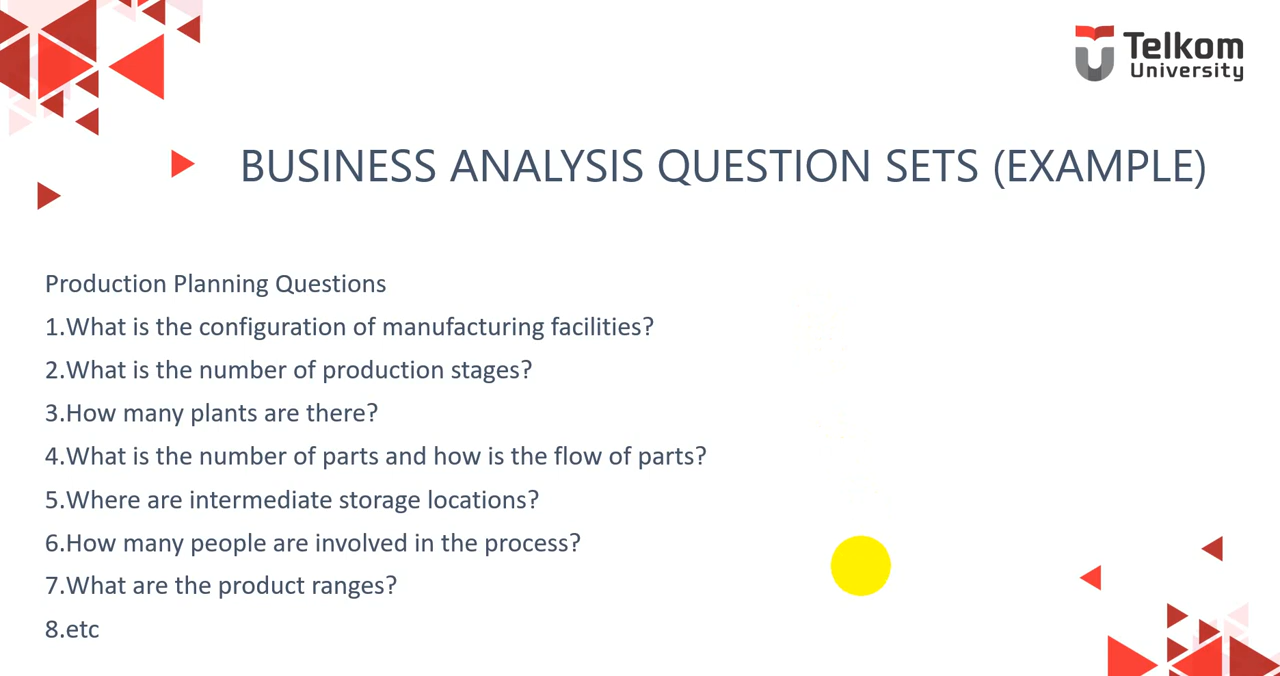 Telkom
University
BUSINESS ANALYSIS QUESTION SETS (EXAMPLE)
Production Planning Questions
1.What is the configuration of manufacturing facilities?
2.What is the number of production stages?
3.How many plants are there?
4.What is the number of parts and how is the flow of parts?
5.Where are intermediate storage locations?
6.How many people are involved in the process?
7.What are the product ranges?
8.etc